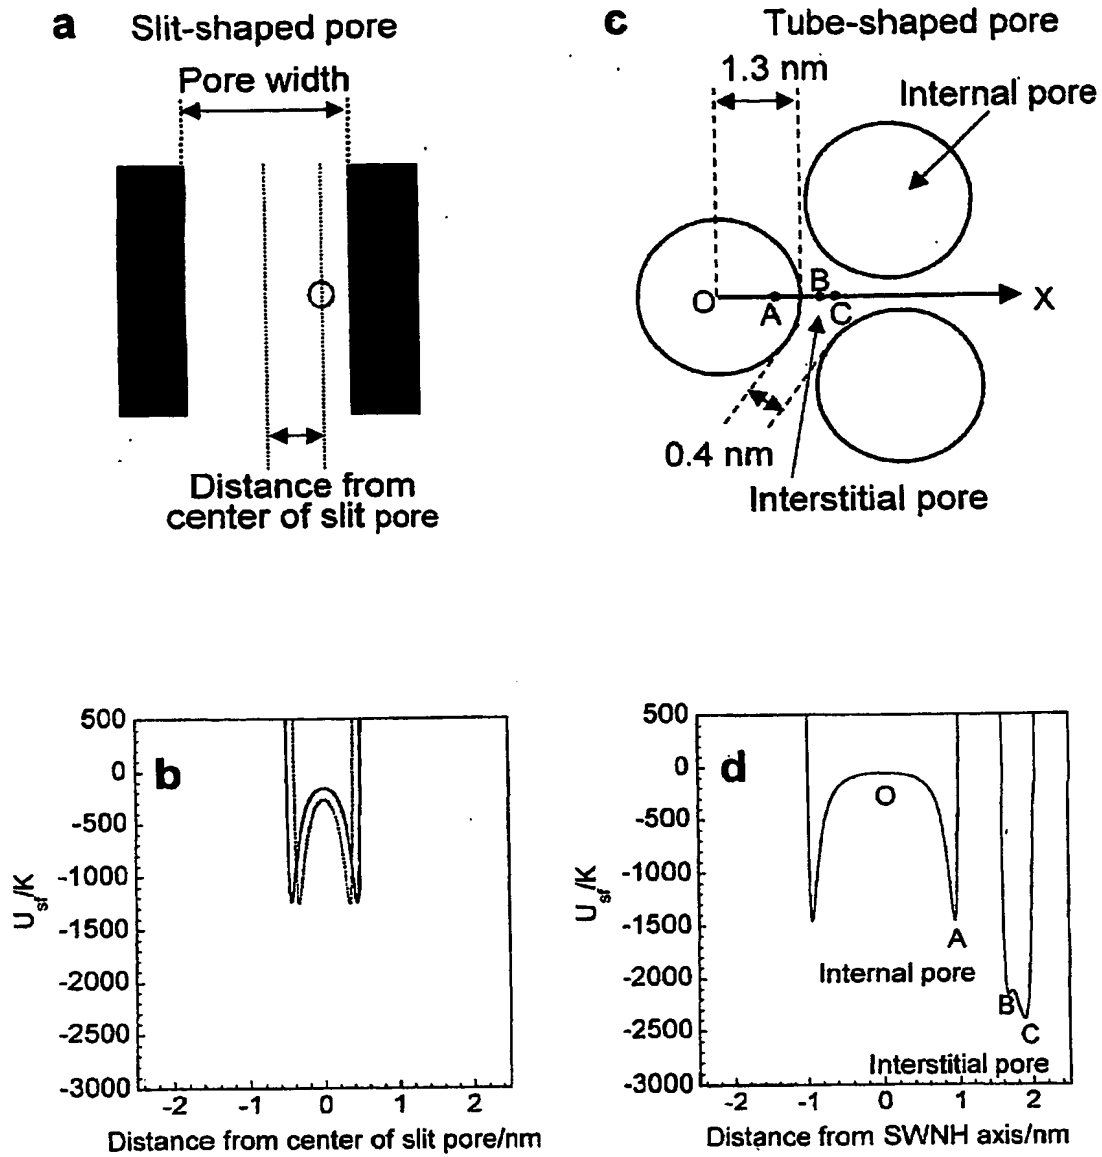 a Slit-shaped pore
Pore width
Distance from
center of slit pore
c Tube-shaped pore
1.3 nm
Internal pore
O
A
B
C
X
0.4 nm
Interstitial pore
b
500
0
-500
-1000
-1500
-2000
-2500
-3000
Usf/K
-2 -1 0 1 2
Distance from center of slit pore/nm
d
500
0
-500
-1000
-1500
-2000
-2500
-3000
Usf/K
O
A
Internal pore
B
C
Interstitial pore
-2 -1 0 1 2
Distance from SWNH axis/nm